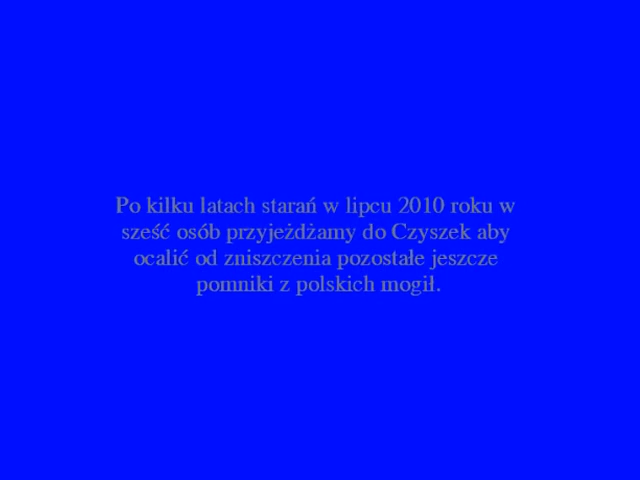 Po kilku latach starań w lipcu 2010 roku w
sześć osób przyjeżdżamy do Czyszek aby
ocalić od zniszczenia pozostałe jeszcze
pomniki z polskich mogił.